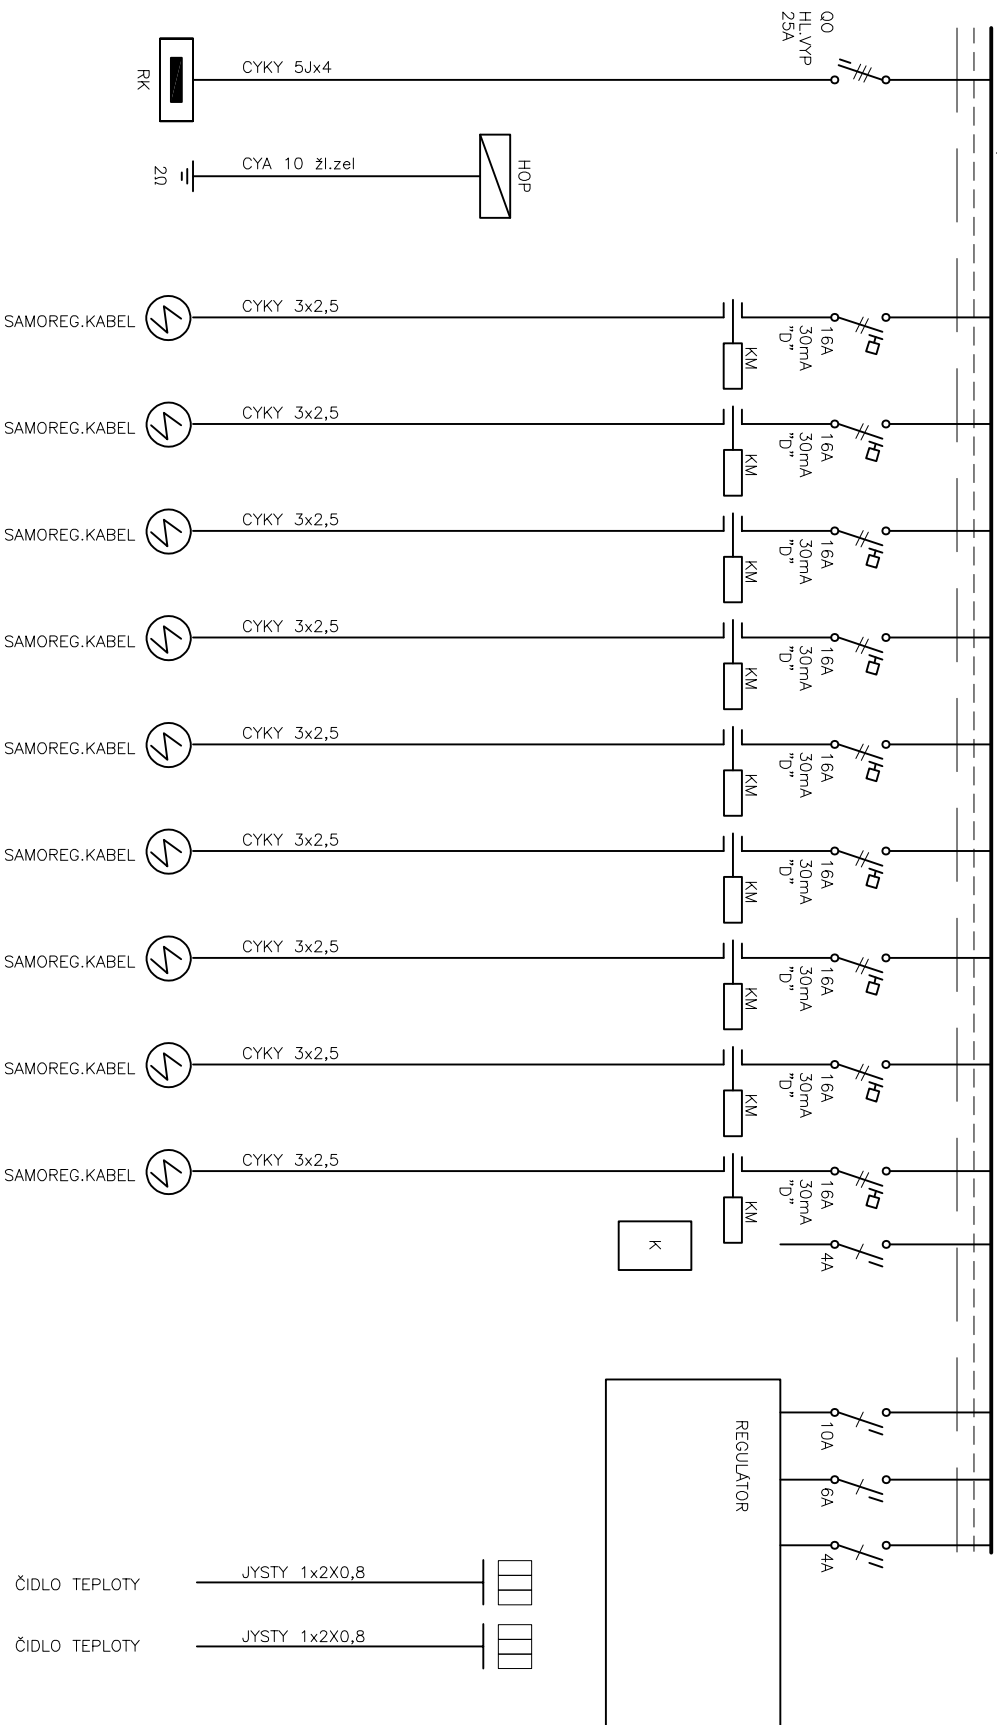 Q0
HL.VYP
25A
CYKY 5Jx4
RK
HOP
CYA 10 žl.zel
2Ω
CYKY 3x2,5
SAMOREG.KABEL
16A
30mA
"D"
KM
CYKY 3x2,5
SAMOREG.KABEL
16A
30mA
"D"
KM
CYKY 3x2,5
SAMOREG.KABEL
16A
30mA
"D"
KM
CYKY 3x2,5
SAMOREG.KABEL
16A
30mA
"D"
KM
CYKY 3x2,5
SAMOREG.KABEL
16A
30mA
"D"
KM
CYKY 3x2,5
SAMOREG.KABEL
16A
30mA
"D"
KM
CYKY 3x2,5
SAMOREG.KABEL
16A
30mA
"D"
KM
CYKY 3x2,5
SAMOREG.KABEL
16A
30mA
"D"
KM
CYKY 3x2,5
SAMOREG.KABEL
16A
30mA
"D"
KM
K
4A
REGULÁTOR
10A
6A
4A
JYSTY 1x2X0,8
ČIDLO TEPLOTY
JYSTY 1x2X0,8
ČIDLO TEPLOTY